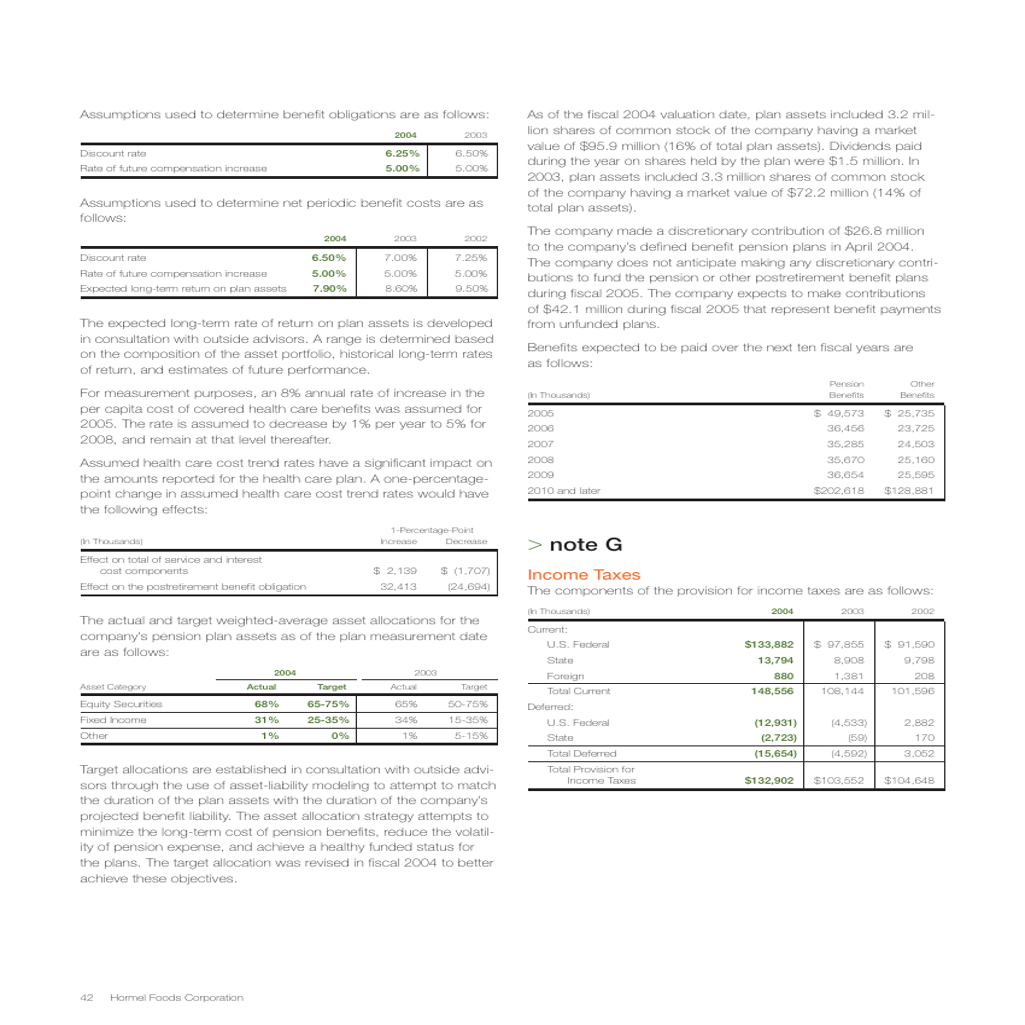 Assumptions used to determine benefit obligations are as follows:
2004 2003
Discount rate 6.25% 6.50%
Rate of future compensation increase 5.00% 5.00%
Assumptions used to determine net periodic benefit costs are as
follows:
2004 2003 2002
Discount rate 6.50% 7.00% 7.25%
Rate of future compensation increase 5.00% 5.00% 5.00%
Expected long-term return on plan assets 7.90% 8.60% 9.50%
The expected long-term rate of return on plan assets is developed
in consultation with outside advisors. A range is determined based
on the composition of the asset portfolio, historical long-term rates
of return, and estimates of future performance.
For measurement purposes, an 8% annual rate of increase in the
per capita cost of covered health care benefits was assumed for
2005. The rate is assumed to decrease by 1% per year to 5% for
2008, and remain at that level thereafter.
Assumed health care cost trend rates have a significant impact on
the amounts reported for the health care plan. A one-percentage-
point change in assumed health care cost trend rates would have
the following effects:
1-Percentage-Point
(In Thousands) Increase Decrease
Effect on total of service and interest
cost components $ 2,139 $ (1,707)
Effect on the postretirement benefit obligation 32,413 (24,694)
The actual and target weighted-average asset allocations for the
company's pension plan assets as of the plan measurement date
are as follows:
2004 2003
Asset Category Actual Target Actual Target
Equity Securities 68% 65-75% 65% 50-75%
Fixed Income 31% 25-35% 34% 15-35%
Other 1% 0% 1% 5-15%
Target allocations are established in consultation with outside advi-
sors through the use of asset-liability modeling to attempt to match
the duration of the plan assets with the duration of the company's
projected benefit liability. The asset allocation strategy attempts to
minimize the long-term cost of pension benefits, reduce the volatil-
ity of pension expense, and achieve a healthy funded status for
the plans. The target allocation was revised in fiscal 2004 to better
achieve these objectives.
As of the fiscal 2004 valuation date, plan assets included 3.2 mil-
lion shares of common stock of the company having a market
value of $95.9 million (16% of total plan assets). Dividends paid
during the year on shares held by the plan were $1.5 million. In
2003, plan assets included 3.3 million shares of common stock
of the company having a market value of $72.2 million (14% of
total plan assets).
The company made a discretionary contribution of $26.8 million
to the company's defined benefit pension plans in April 2004.
The company does not anticipate making any discretionary contri-
butions to fund the pension or other postretirement benefit plans
during fiscal 2005. The company expects to make contributions
of $42.1 million during fiscal 2005 that represent benefit payments
from unfunded plans.
Benefits expected to be paid over the next ten fiscal years are
as follows:
Pension Other
(In Thousands) Benefits Benefits
2005 $ 49,573 $ 25,735
2006 36,456 23,725
2007 35,285 24,503
2008 35,670 25,160
2009 36,654 25,595
2010 and later $202,618 $128,881
> note G
Income Taxes
The components of the provision for income taxes are as follows:
(In Thousands) 2004 2003 2002
Current:
U.S. Federal $133,882 $ 97,855 $ 91,590
State 13,794 8,908 9,798
Foreign 880 1,381 208
Total Current 148,556 108,144 101,596
Deferred:
U.S. Federal (12,931) (4,533) 2,882
State (2,723) (59) 170
Total Deferred (15,654) (4,592) 3,052
Total Provision for
Income Taxes $132,902 $103,552 $104,648
42 Hormel Foods Corporation